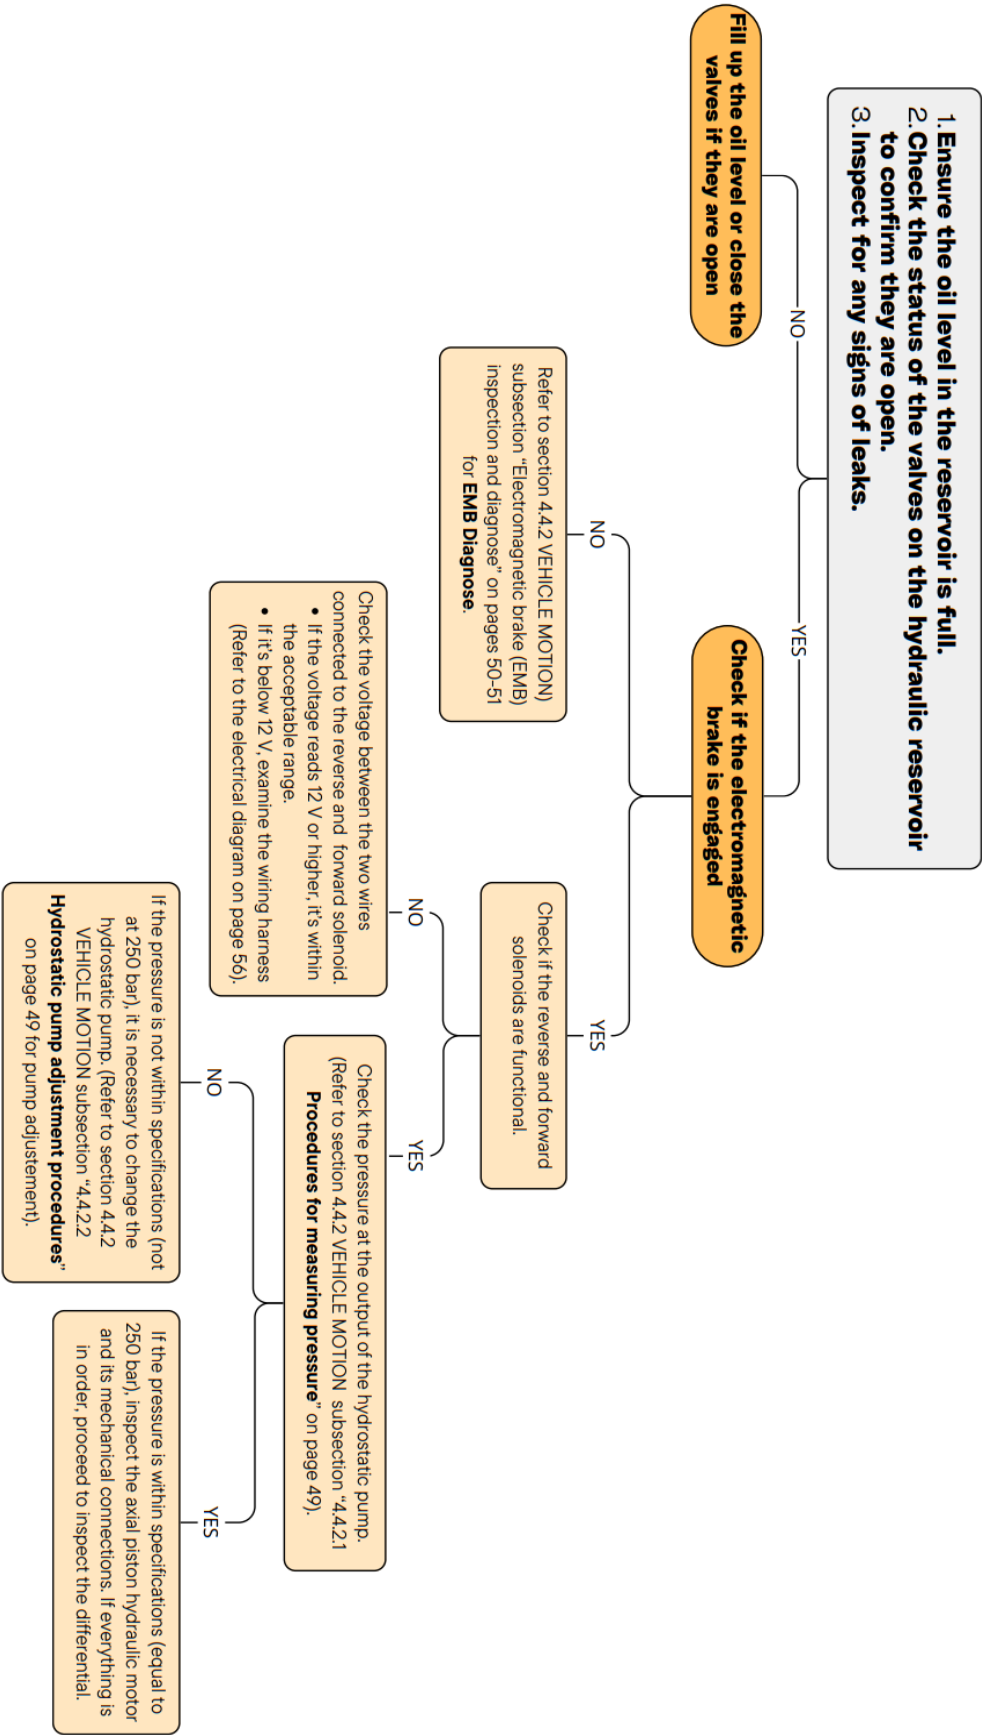 1.Ensure the oil level in the reservoir is full.
2.Check the status of the valves on the hydraulic reservoir
to confirm they are open.
3.Inspect for any signs of leaks.
NO
YES
Fill up the oil level or close the
valves if they are open
Check if the electromagnetic
brake is engaged
NO
YES
Refer to section 4.4.2 VEHICLE MOTION)
subsection “Electromagnetic brake (EMB)
inspection and diagnose” on pages 50-51
for EMB Diagnose.
Check if the reverse and forward
solenoids are functional.
NO
YES
Check the voltage between the two wires
connected to the reverse and forward solenoid.
• If the voltage reads 12 V or higher, it's within
the acceptable range.
• If it's below 12 V, examine the wiring harness
(Refer to the electrical diagram on page 56).
Check the pressure at the output of the hydrostatic pump.
(Refer to section 4.4.2 VEHICLE MOTION subsection “4.4.2.1
Procedures for measuring pressure” on page 49).
NO
YES
If the pressure is not within specifications (not
at 250 bar), it is necessary to change the
hydrostatic pump. (Refer to section 4.4.2
VEHICLE MOTION subsection “4.4.2.2
Hydrostatic pump adjustment procedures”
on page 49 for pump adjustement).
If the pressure is within specifications (equal to
250 bar), inspect the axial piston hydraulic motor
and its mechanical connections. If everything is
in order, proceed to inspect the differential.